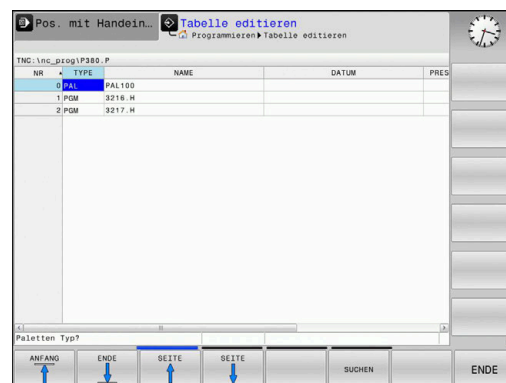 Pos. mit Handein… Tabelle editieren
Programmieren Tabelle editieren
TNC:\nc_prog\P380.P
NR TYPE NAME DATUM PRES
0 PAL PAL100
1 PGM 3216.H
2 PGM 3217.H
Paletten Typ?
ANFANG ENDE SEITE SEITE SUCHEN ENDE